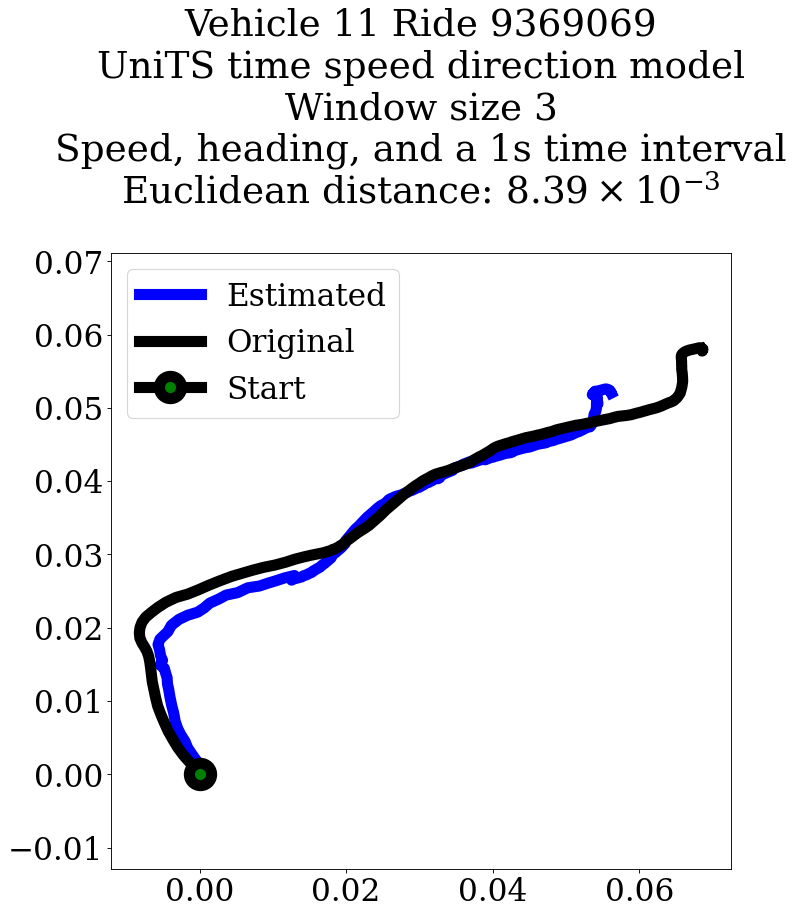 Vehicle 11 Ride 9369069
UniTS time speed direction model
Window size 3
Speed, heading, and a 1s time interval
Euclidean distance: 8.39 × 10⁻³
0.07
0.06
0.05
0.04
0.03
0.02
0.01
0.00
−0.01
Estimated
Original
Start
0.00 0.02 0.04 0.06